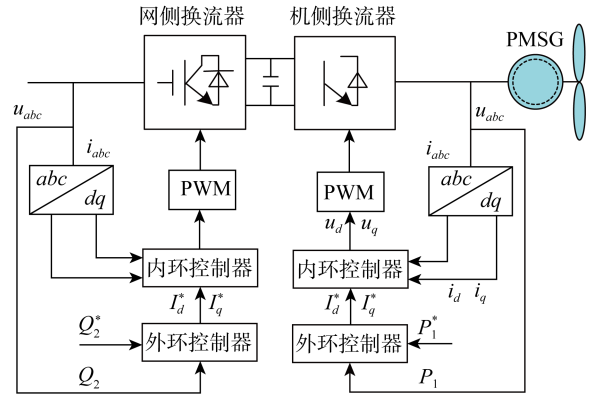 网侧换流器 机侧换流器
PMSG
u_abc u_abc
i_abc i_abc
abc abc
dq dq
PWM PWM
u_d u_q
内环控制器 内环控制器
i_d i_q
I_d^* I_q^* I_d^* I_q^*
Q_2^* P_1^*
外环控制器 外环控制器
Q_2 P_1